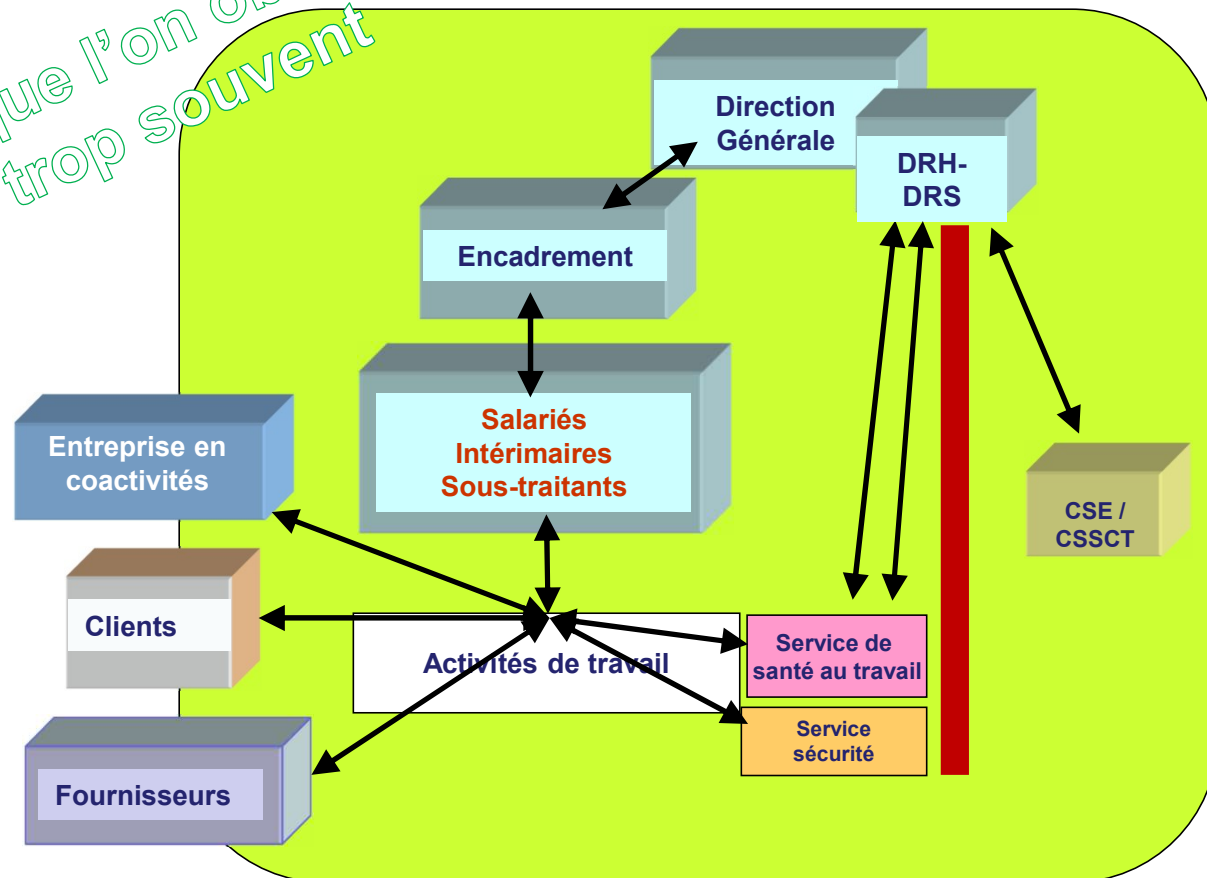 que l'on
trop souvent
Direction
Générale
DRH-
DRS
Encadrement
Salariés
Intérimaires
Sous-traitants
Entreprise en
coactivités
CSE /
CSSCT
Clients
Activités de travail
Service de
santé au travail
Service
sécurité
Fournisseurs